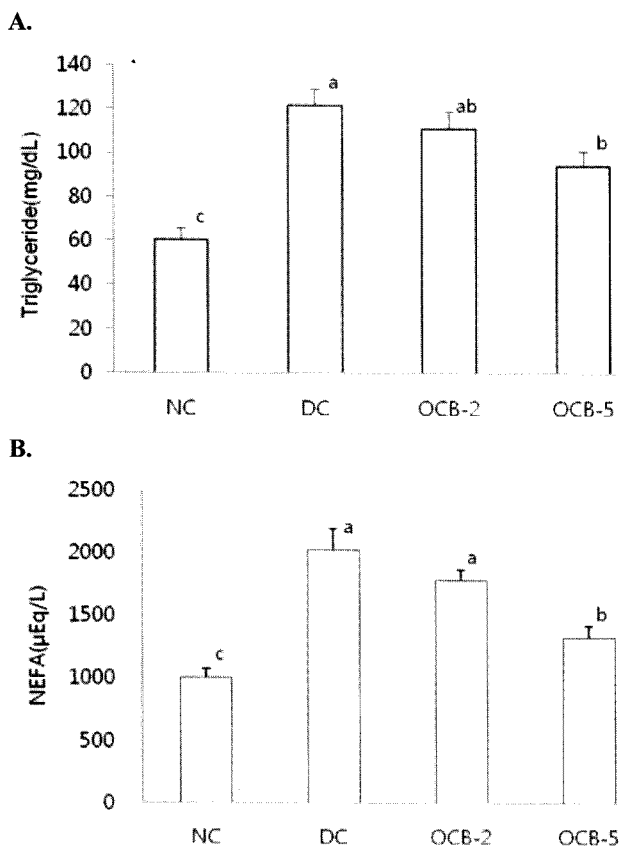 A.
Triglyceride(mg/dL)
140
120
100
80
60
40
20
0
c
a
ab
b
NC DC OCB-2 OCB-5
B.
NEFA(μEq/L)
2500
2000
1500
1000
500
0
c
a
a
b
NC DC OCB-2 OCB-5